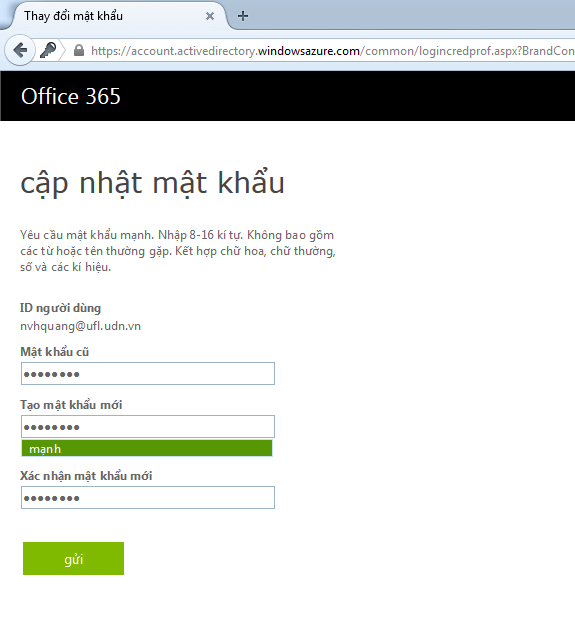 Thay đổi mật khẩu
https://account.activedirectory.windowsazure.com/common/logincredprof.aspx?BrandCon
Office 365
cập nhật mật khẩu
Yêu cầu mật khẩu mạnh. Nhập 8-16 kí tự. Không bao gồm
các từ hoặc tên thường gặp. Kết hợp chữ hoa, chữ thường,
số và các kí hiệu.
ID người dùng
nvhquang@ufl.udn.vn
Mật khẩu cũ
••••••••
Tạo mật khẩu mới
••••••••
mạnh
Xác nhận mật khẩu mới
••••••••
gửi